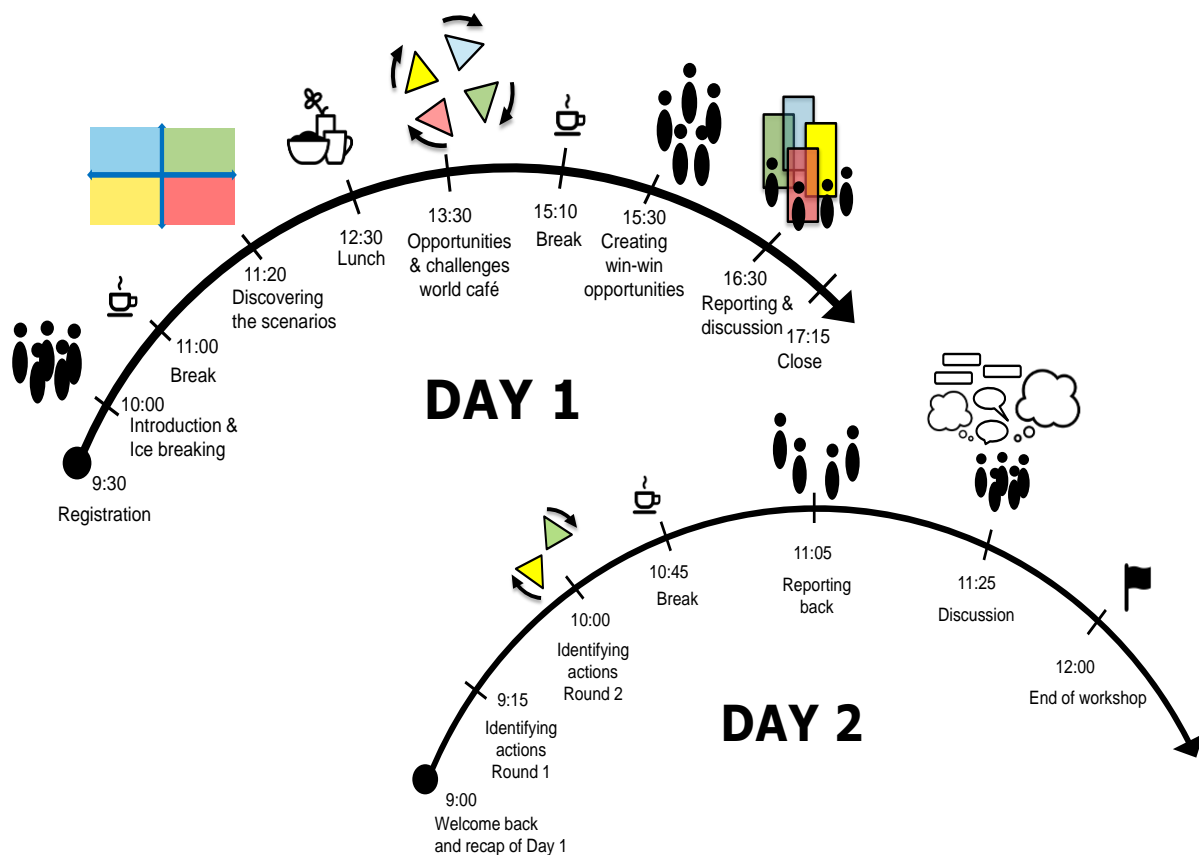 9:30
Registration
10:00
Introduction &
Ice breaking
11:00
Break
11:20
Discovering
the scenarios
12:30
Lunch
13:30
Opportunities
& challenges
world café
15:10
Break
15:30
Creating
win-win
opportunities
16:30
Reporting &
discussion
17:15
Close
DAY 1
9:00
Welcome back
and recap of Day 1
9:15
Identifying
actions
Round 1
10:00
Identifying
actions
Round 2
10:45
Break
11:05
Reporting
back
11:25
Discussion
12:00
End of workshop
DAY 2